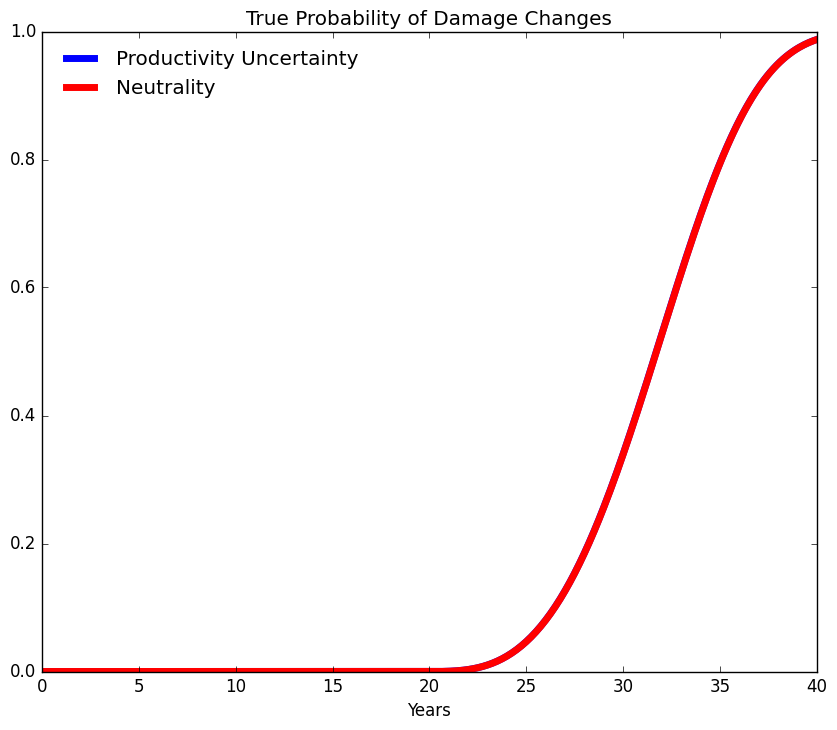 True Probability of Damage Changes
1.0
Productivity Uncertainty
Neutrality
0.8
0.6
0.4
0.2
0.0
0 5 10 15 20 25 30 35 40
Years